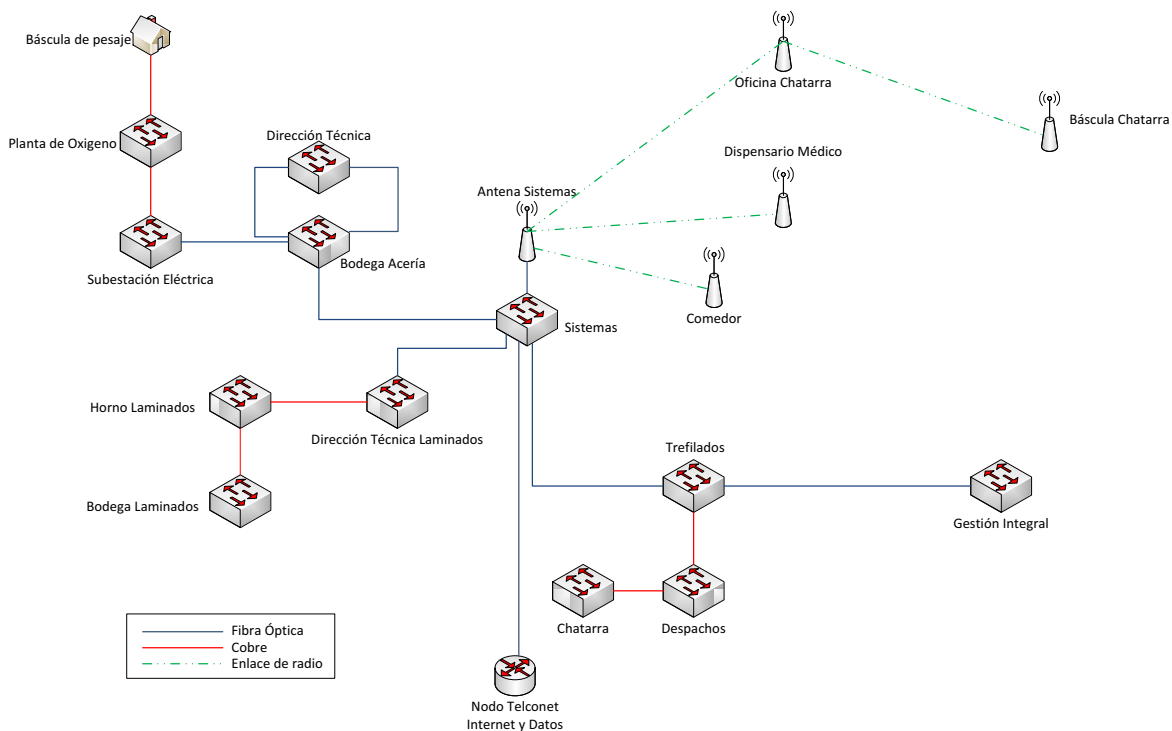 Báscula de pesaje
Oficina Chatarra
Báscula Chatarra
Planta de Oxigeno
Dirección Técnica
Dispensario Médico
Antena Sistemas
Subestación Eléctrica
Bodega Acería
Comedor
Sistemas
Horno Laminados
Dirección Técnica Laminados
Trefilados
Bodega Laminados
Gestión Integral
Chatarra
Despachos
Fibra Óptica
Cobre
Enlace de radio
Nodo Telconet
Internet y Datos